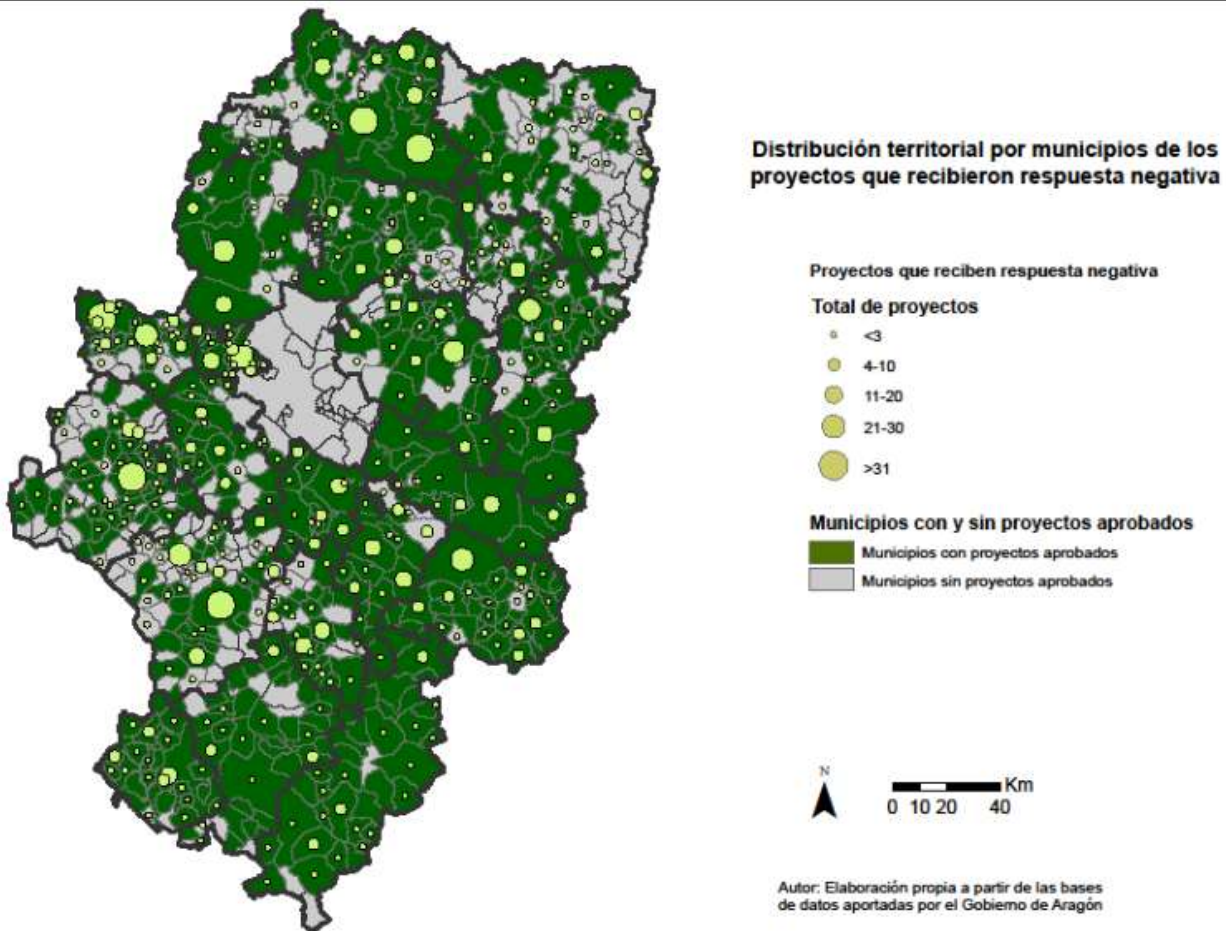 Distribución territorial por municipios de los
proyectos que recibieron respuesta negativa
Proyectos que reciben respuesta negativa
Total de proyectos
<3
4-10
11-20
21-30
>31
Municipios con y sin proyectos aprobados
Municipios con proyectos aprobados
Municipios sin proyectos aprobados
N
Km
0 10 20 40
Autor: Elaboración propia a partir de las bases
de datos aportadas por el Gobierno de Aragón